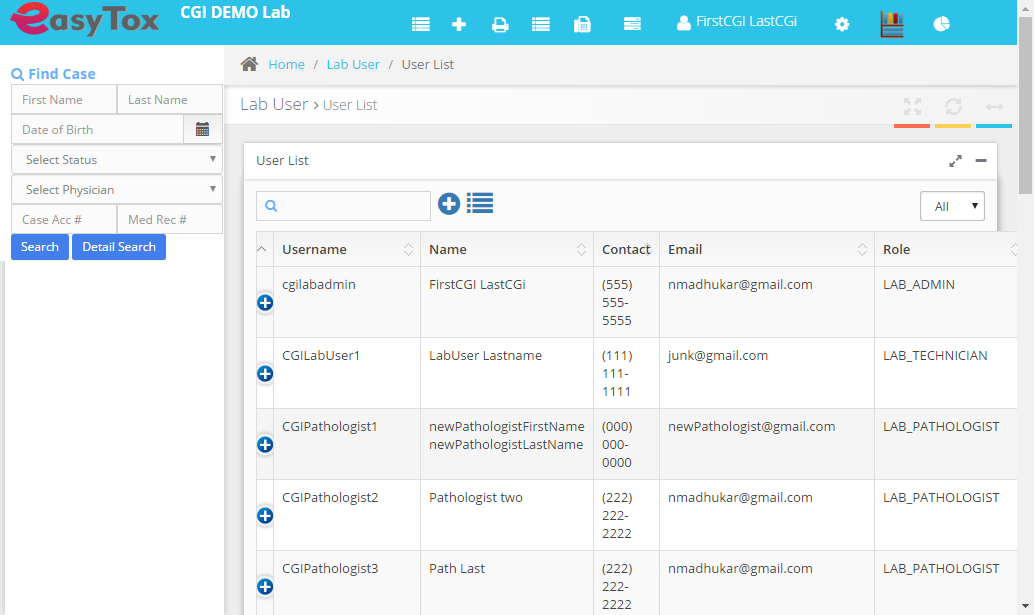 easyTox
CGI DEMO Lab
FirstCGI LastCGi
Find Case
First Name
Last Name
Date of Birth
Select Status
Select Physician
Case Acc #
Med Rec #
Search
Detail Search
Home / Lab User / User List
Lab User > User List
User List
All
Username
Name
Contact
Email
Role
cgilabadmin
FirstCGI LastCGi
(555)
555-
5555
nmadhukar@gmail.com
LAB_ADMIN
CGILabUser1
LabUser Lastname
(111)
111-
1111
junk@gmail.com
LAB_TECHNICIAN
CGIPathologist1
newPathologistFirstName
newPathologistLastName
(000)
000-
0000
newPathologist@gmail.com
LAB_PATHOLOGIST
CGIPathologist2
Pathologist two
(222)
222-
2222
nmadhukar@gmail.com
LAB_PATHOLOGIST
CGIPathologist3
Path Last
(222)
222-
2222
nmadhukar@gmail.com
LAB_PATHOLOGIST